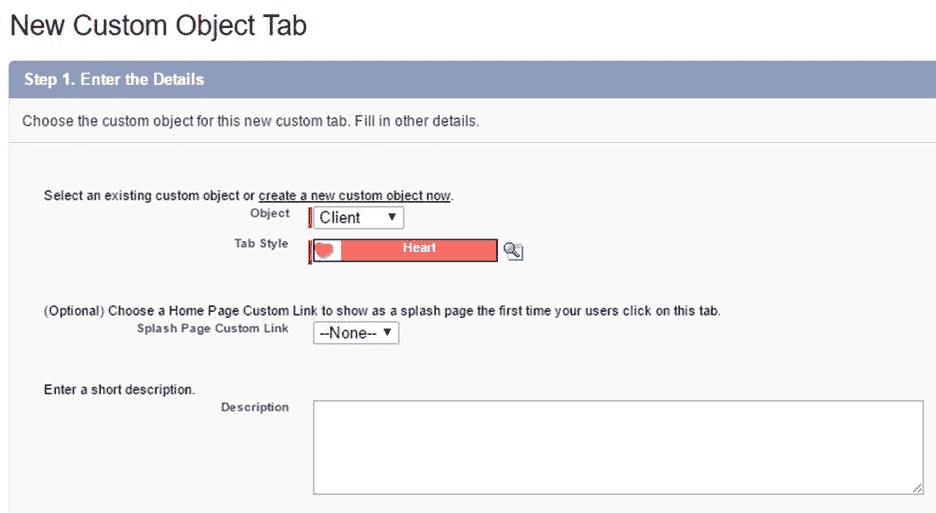 New Custom Object Tab
Step 1. Enter the Details
Choose the custom object for this new custom tab. Fill in other details.
Select an existing custom object or create a new custom object now.
Object Client
Tab Style Heart
(Optional) Choose a Home Page Custom Link to show as a splash page the first time your users click on this tab.
Splash Page Custom Link --None--
Enter a short description.
Description